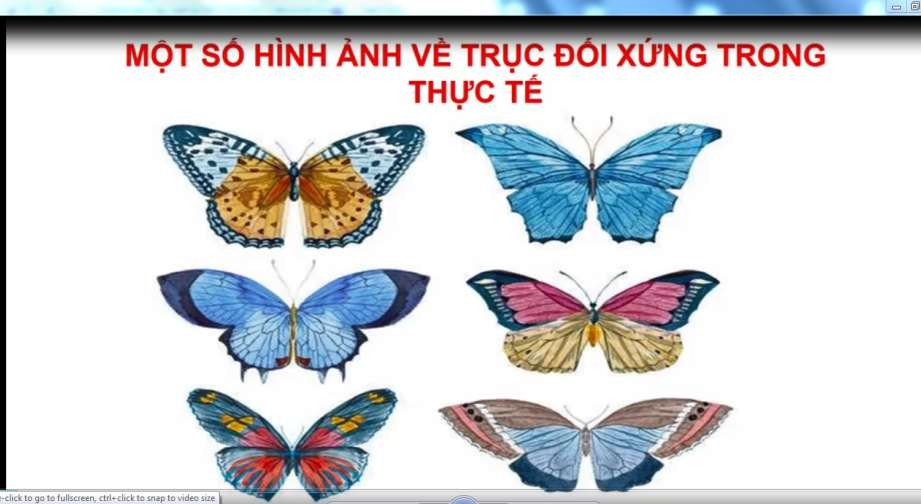 MỘT SỐ HÌNH ẢNH VỀ TRỤC ĐỐI XỨNG TRONG
THỰC TẾ
-click to go to fullscreen, ctrl+click to snap to video size